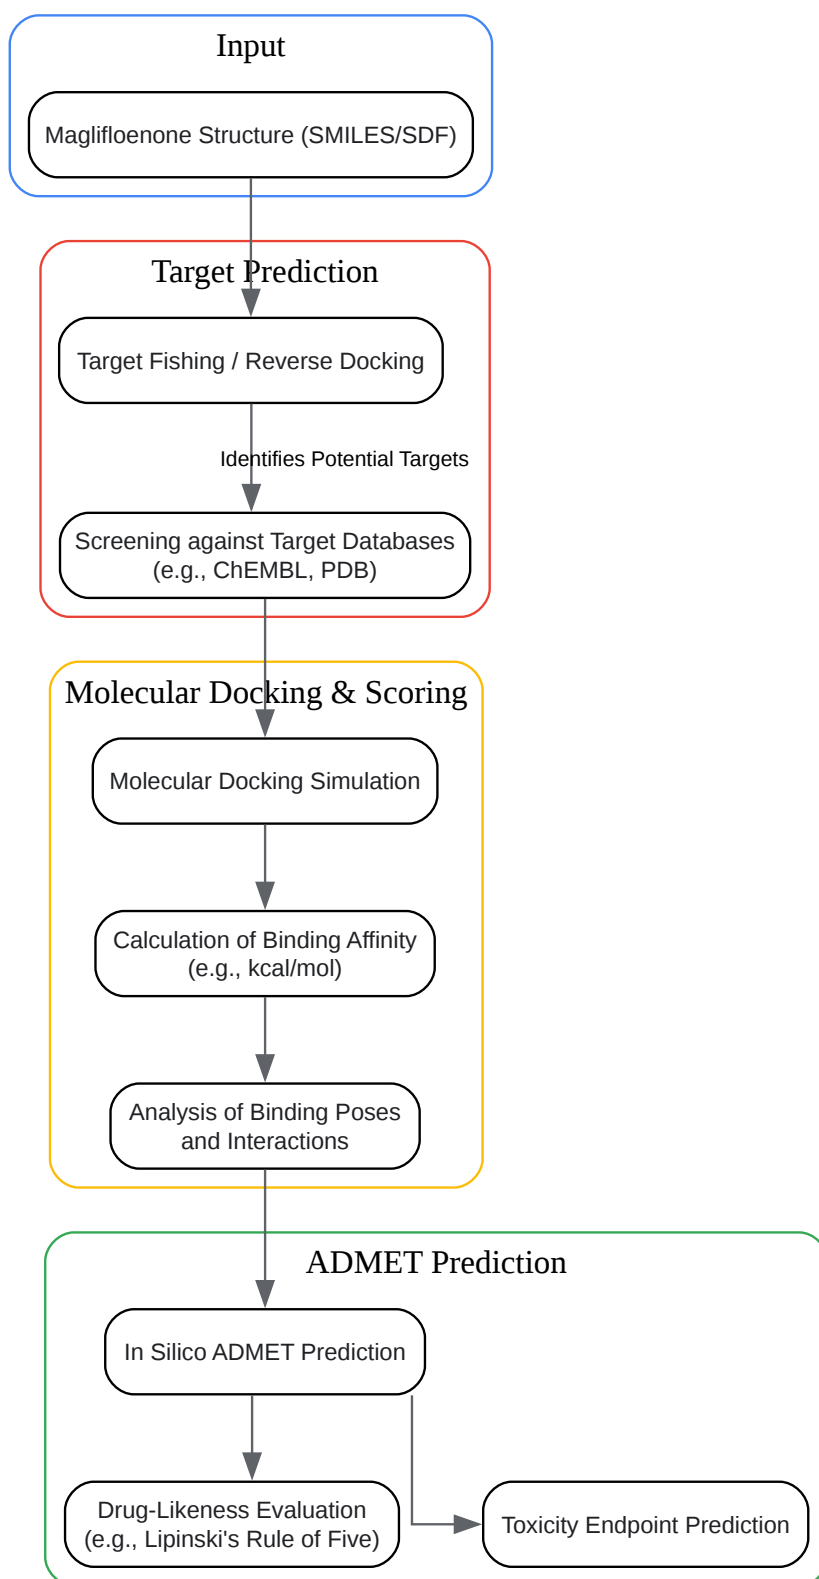 Input
Maglifloenone Structure (SMILES/SDF)
Target Prediction
Target Fishing / Reverse Docking
Identifies Potential Targets
Screening against Target Databases
(e.g., ChEMBL, PDB)
Molecular Docking & Scoring
Molecular Docking Simulation
Calculation of Binding Affinity
(e.g., kcal/mol)
Analysis of Binding Poses
and Interactions
ADMET Prediction
In Silico ADMET Prediction
Drug-Likeness Evaluation
(e.g., Lipinski's Rule of Five)
Toxicity Endpoint Prediction